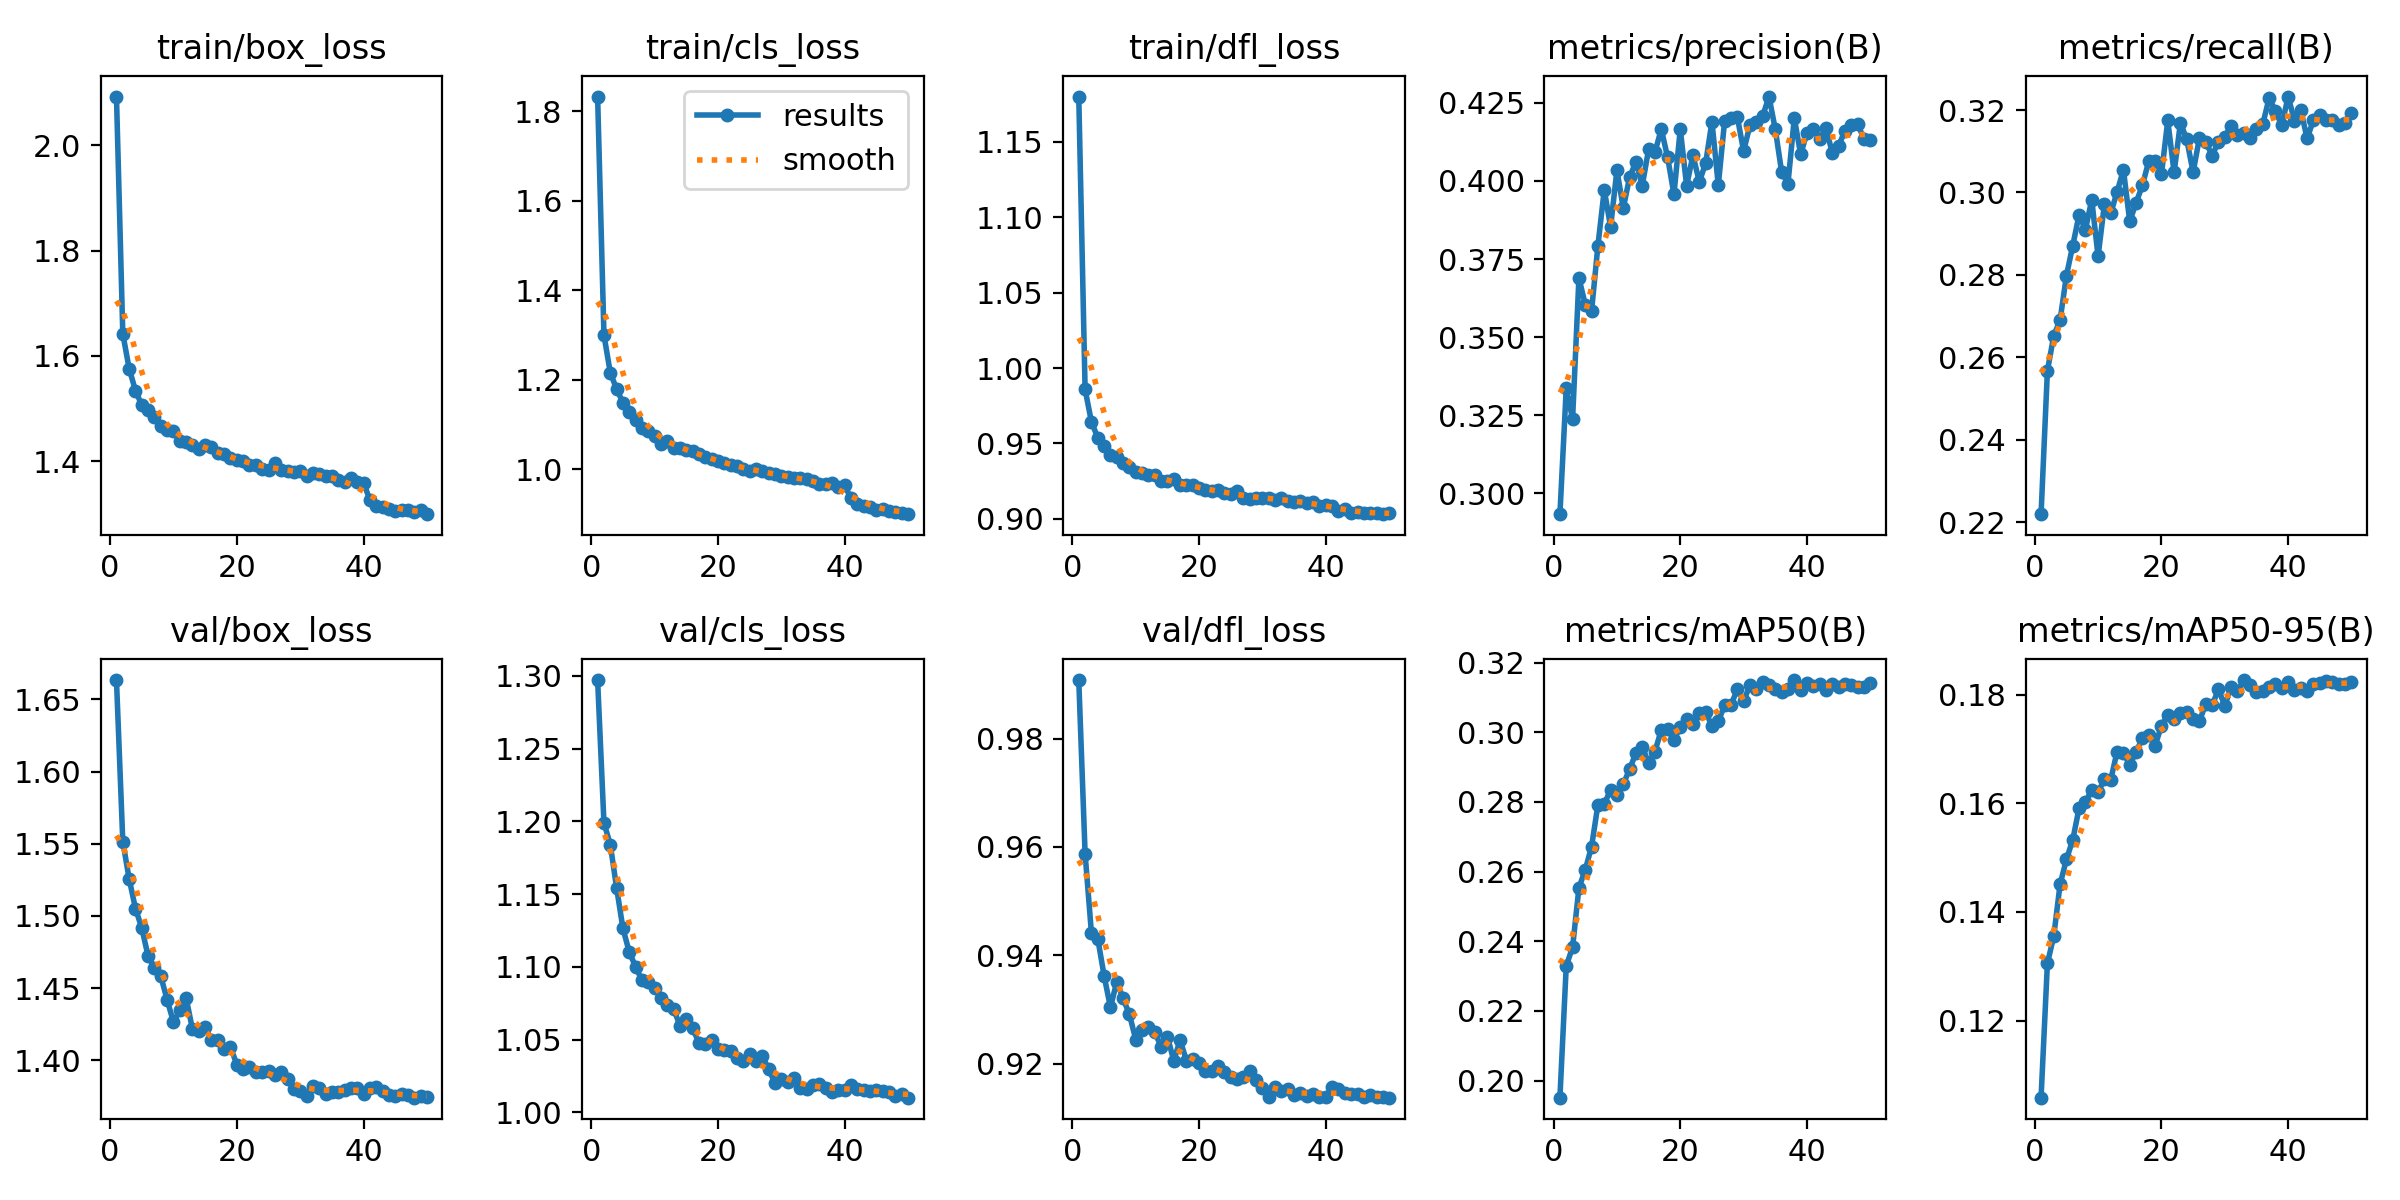 train/box_loss
2.0
1.8
1.6
1.4
0 20 40
train/cls_loss
results
smooth
1.8
1.6
1.4
1.2
1.0
0 20 40
train/dfl_loss
1.15
1.10
1.05
1.00
0.95
0.90
0 20 40
metrics/precision(B)
0.425
0.400
0.375
0.350
0.325
0.300
0 20 40
metrics/recall(B)
0.32
0.30
0.28
0.26
0.24
0.22
0 20 40
val/box_loss
1.65
1.60
1.55
1.50
1.45
1.40
0 20 40
val/cls_loss
1.30
1.25
1.20
1.15
1.10
1.05
1.00
0 20 40
val/dfl_loss
0.98
0.96
0.94
0.92
0 20 40
metrics/mAP50(B)
0.32
0.30
0.28
0.26
0.24
0.22
0.20
0 20 40
metrics/mAP50-95(B)
0.18
0.16
0.14
0.12
0 20 40